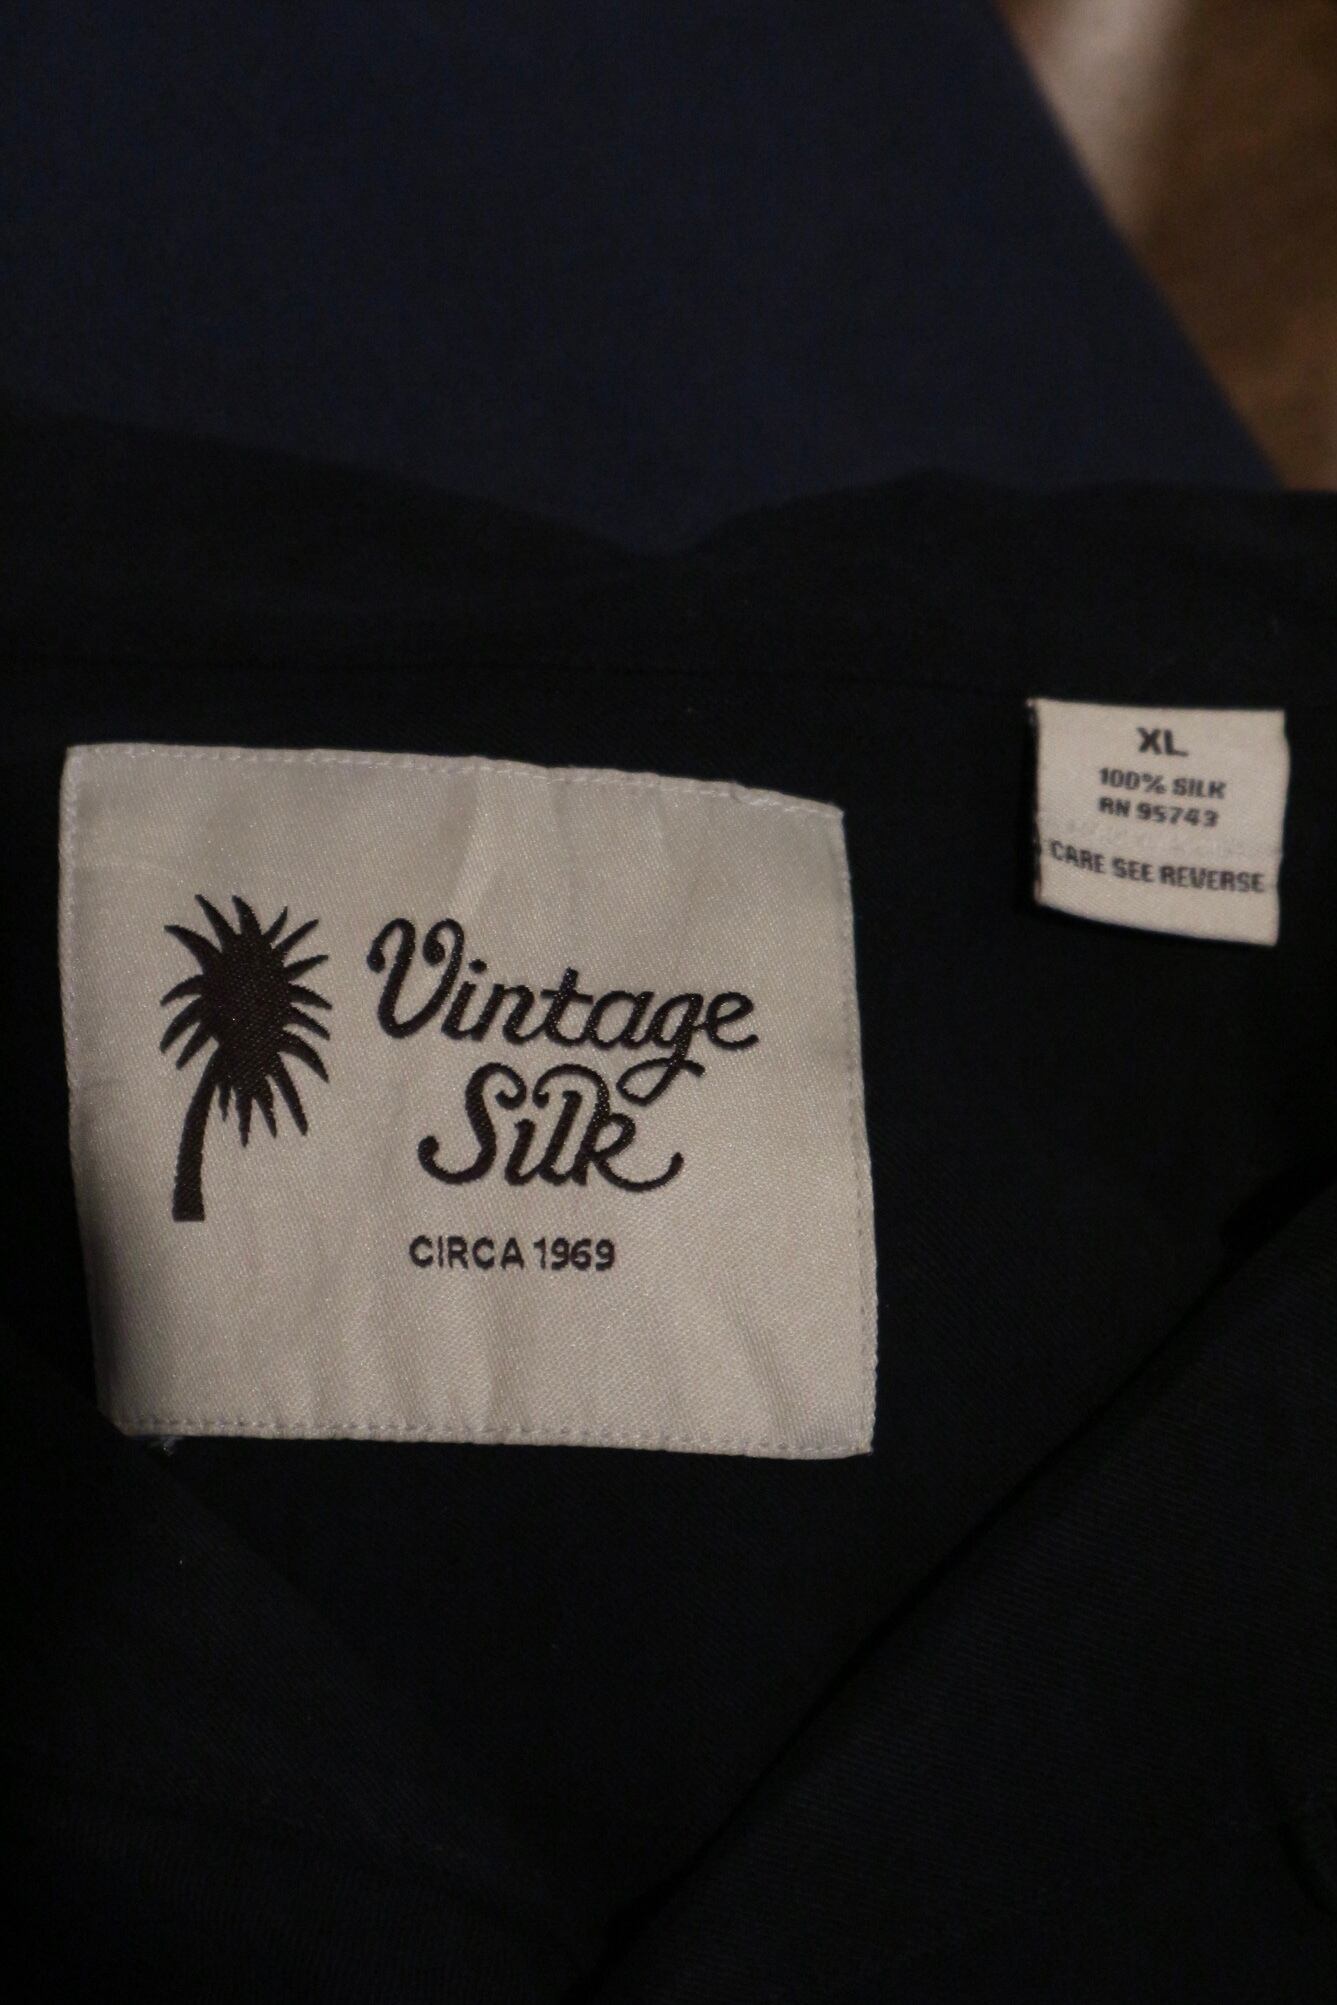 Vintage
Silk
CIRCA 1969
XL
100% SILK
RN 95743
CARE SEE REVERSE